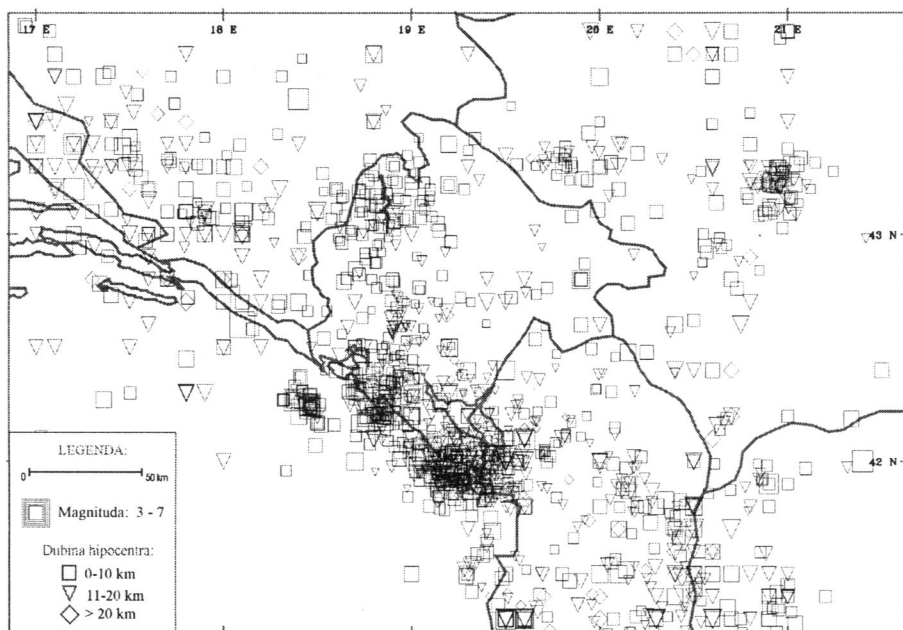 17 E 18 E 19 E 20 E 21 E
43 N
42 N
LEGENDA:
0 50 km
Magnituda: 3 - 7
Dubina hipocentra:
0-10 km
11-20 km
> 20 km